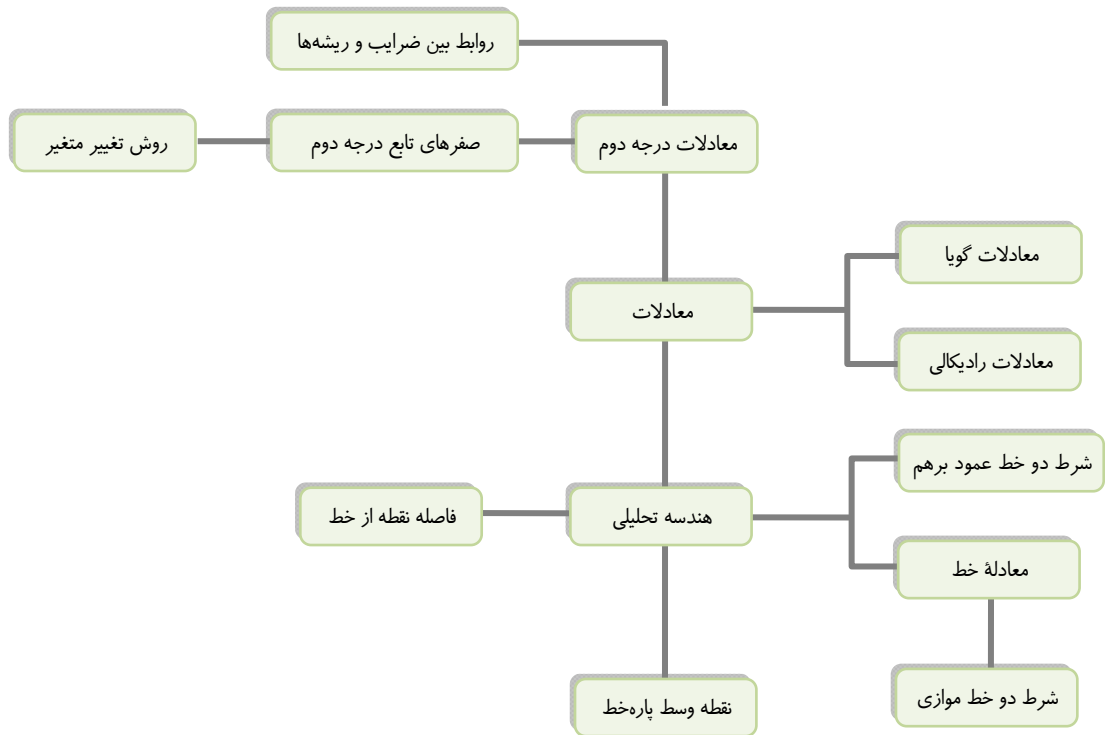 روابط بین ضرایب و ریشه‌ها
معادلات درجه دوم
صفرهای تابع درجه دوم
روش تغییر متغیر
معادلات گویا
معادلات
معادلات رادیکالی
شرط دو خط عمود برهم
هندسه تحلیلی
فاصله نقطه از خط
معادلهٔ خط
شرط دو خط موازی
نقطه وسط پاره‌خط